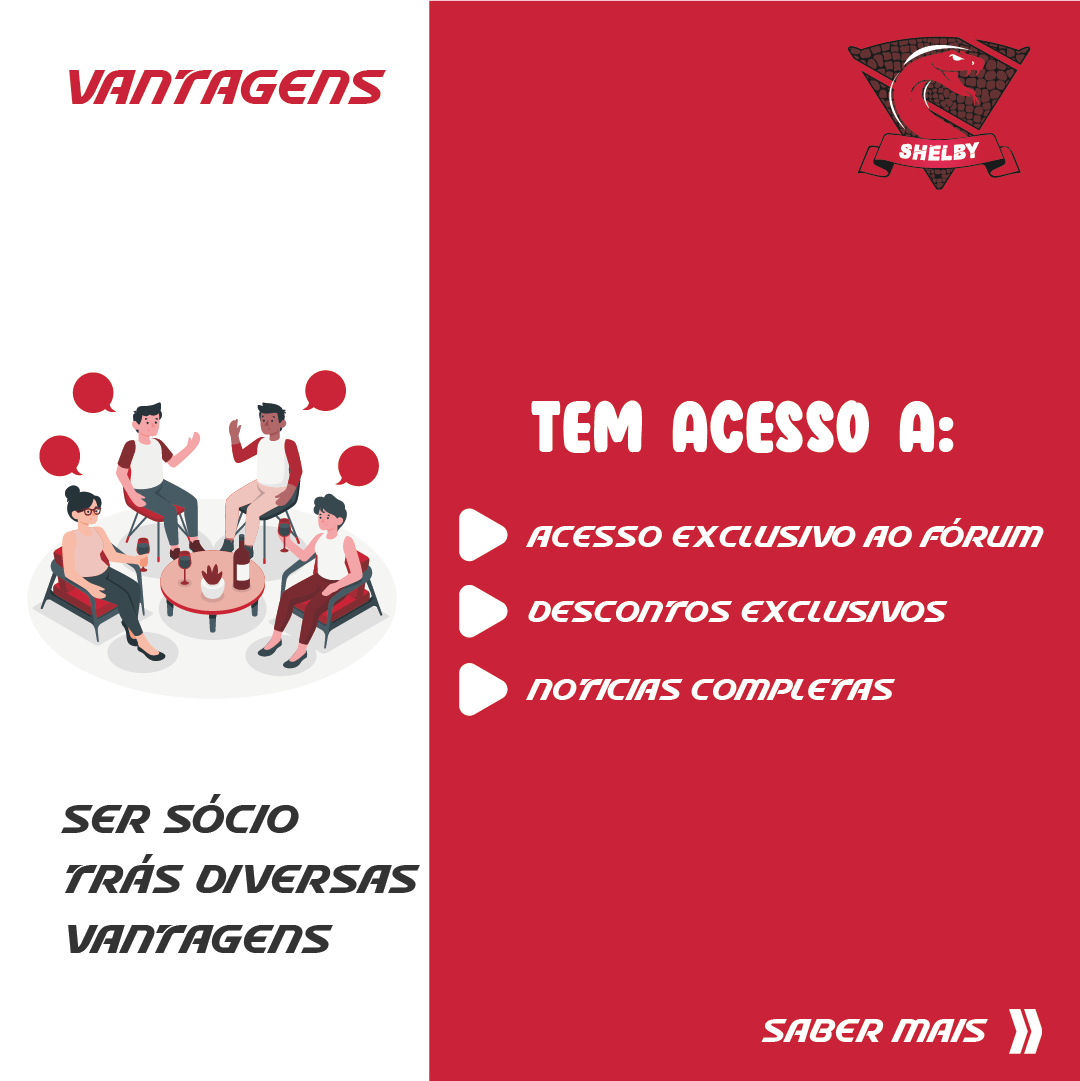 VANTAGENS
SHELBY
TEM ACESSO A:
ACESSO EXCLUSIVO AO FÓRUM
DESCONTOS EXCLUSIVOS
NOTICIAS COMPLETAS
SER SÓCIO
TRÁS DIVERSAS
VANTAGENS
SABER MAIS